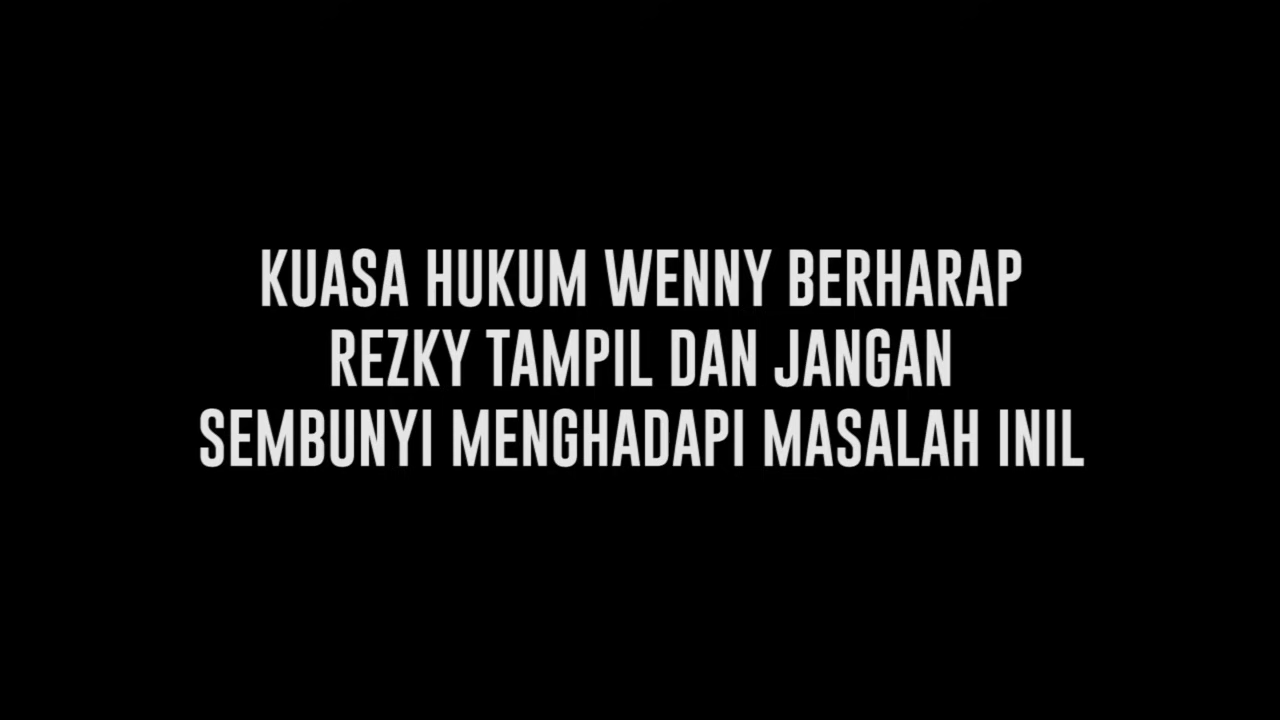 KUASA HUKUM WENNY BERHARAP
REZKY TAMPIL DAN JANGAN
SEMBUNYI MENGHADAPI MASALAH INIL